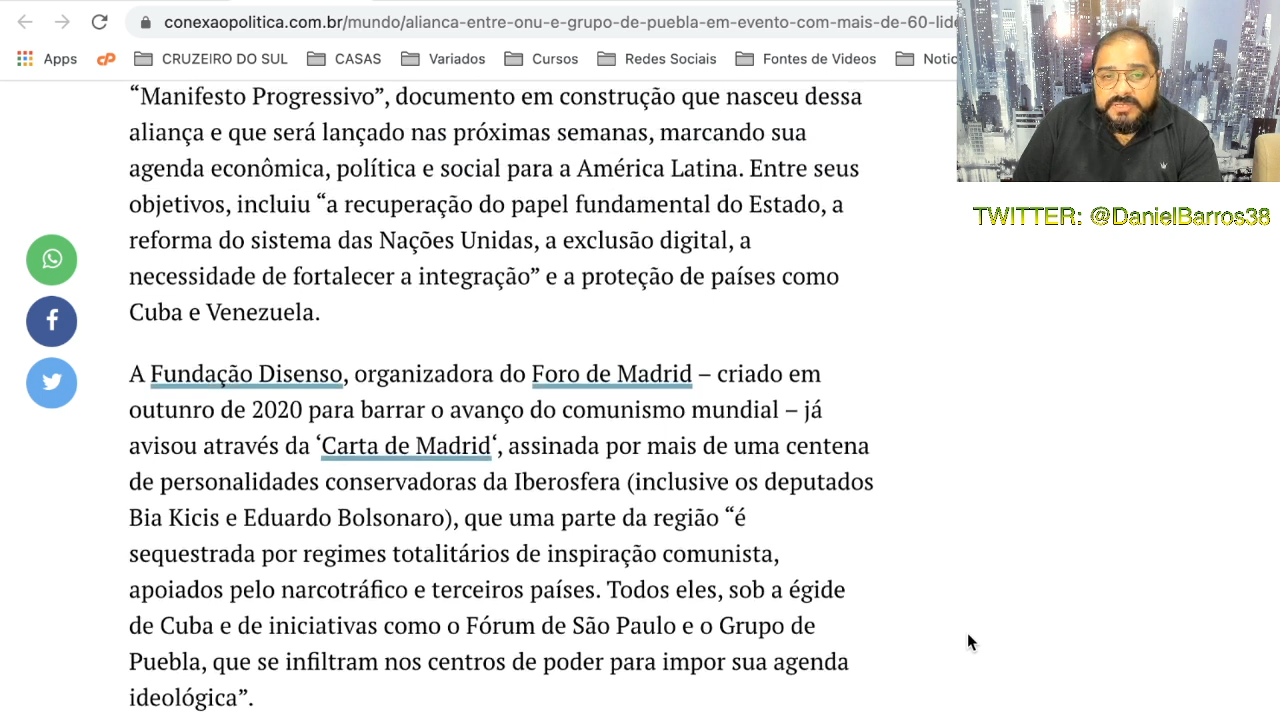 conexaopolitica.com.br/mundo/alianca-entre-onu-e-grupo-de-puebla-em-evento-com-mais-de-60-lide
Apps CRUZEIRO DO SUL CASAS Variados Cursos Redes Sociais Fontes de Videos Notic
“Manifesto Progressivo”, documento em construção que nasceu dessa
aliança e que será lançado nas próximas semanas, marcando sua
agenda econômica, política e social para a América Latina. Entre seus
objetivos, incluiu “a recuperação do papel fundamental do Estado, a
reforma do sistema das Nações Unidas, a exclusão digital, a
necessidade de fortalecer a integração” e a proteção de países como
Cuba e Venezuela.
TWITTER: @DanielBarros38
A Fundação Disenso, organizadora do Foro de Madrid – criado em
outunro de 2020 para barrar o avanço do comunismo mundial – já
avisou através da ‘Carta de Madrid‘, assinada por mais de uma centena
de personalidades conservadoras da Iberosfera (inclusive os deputados
Bia Kicis e Eduardo Bolsonaro), que uma parte da região “é
sequestrada por regimes totalitários de inspiração comunista,
apoiados pelo narcotráfico e terceiros países. Todos eles, sob a égide
de Cuba e de iniciativas como o Fórum de São Paulo e o Grupo de
Puebla, que se infiltram nos centros de poder para impor sua agenda
ideológica”.